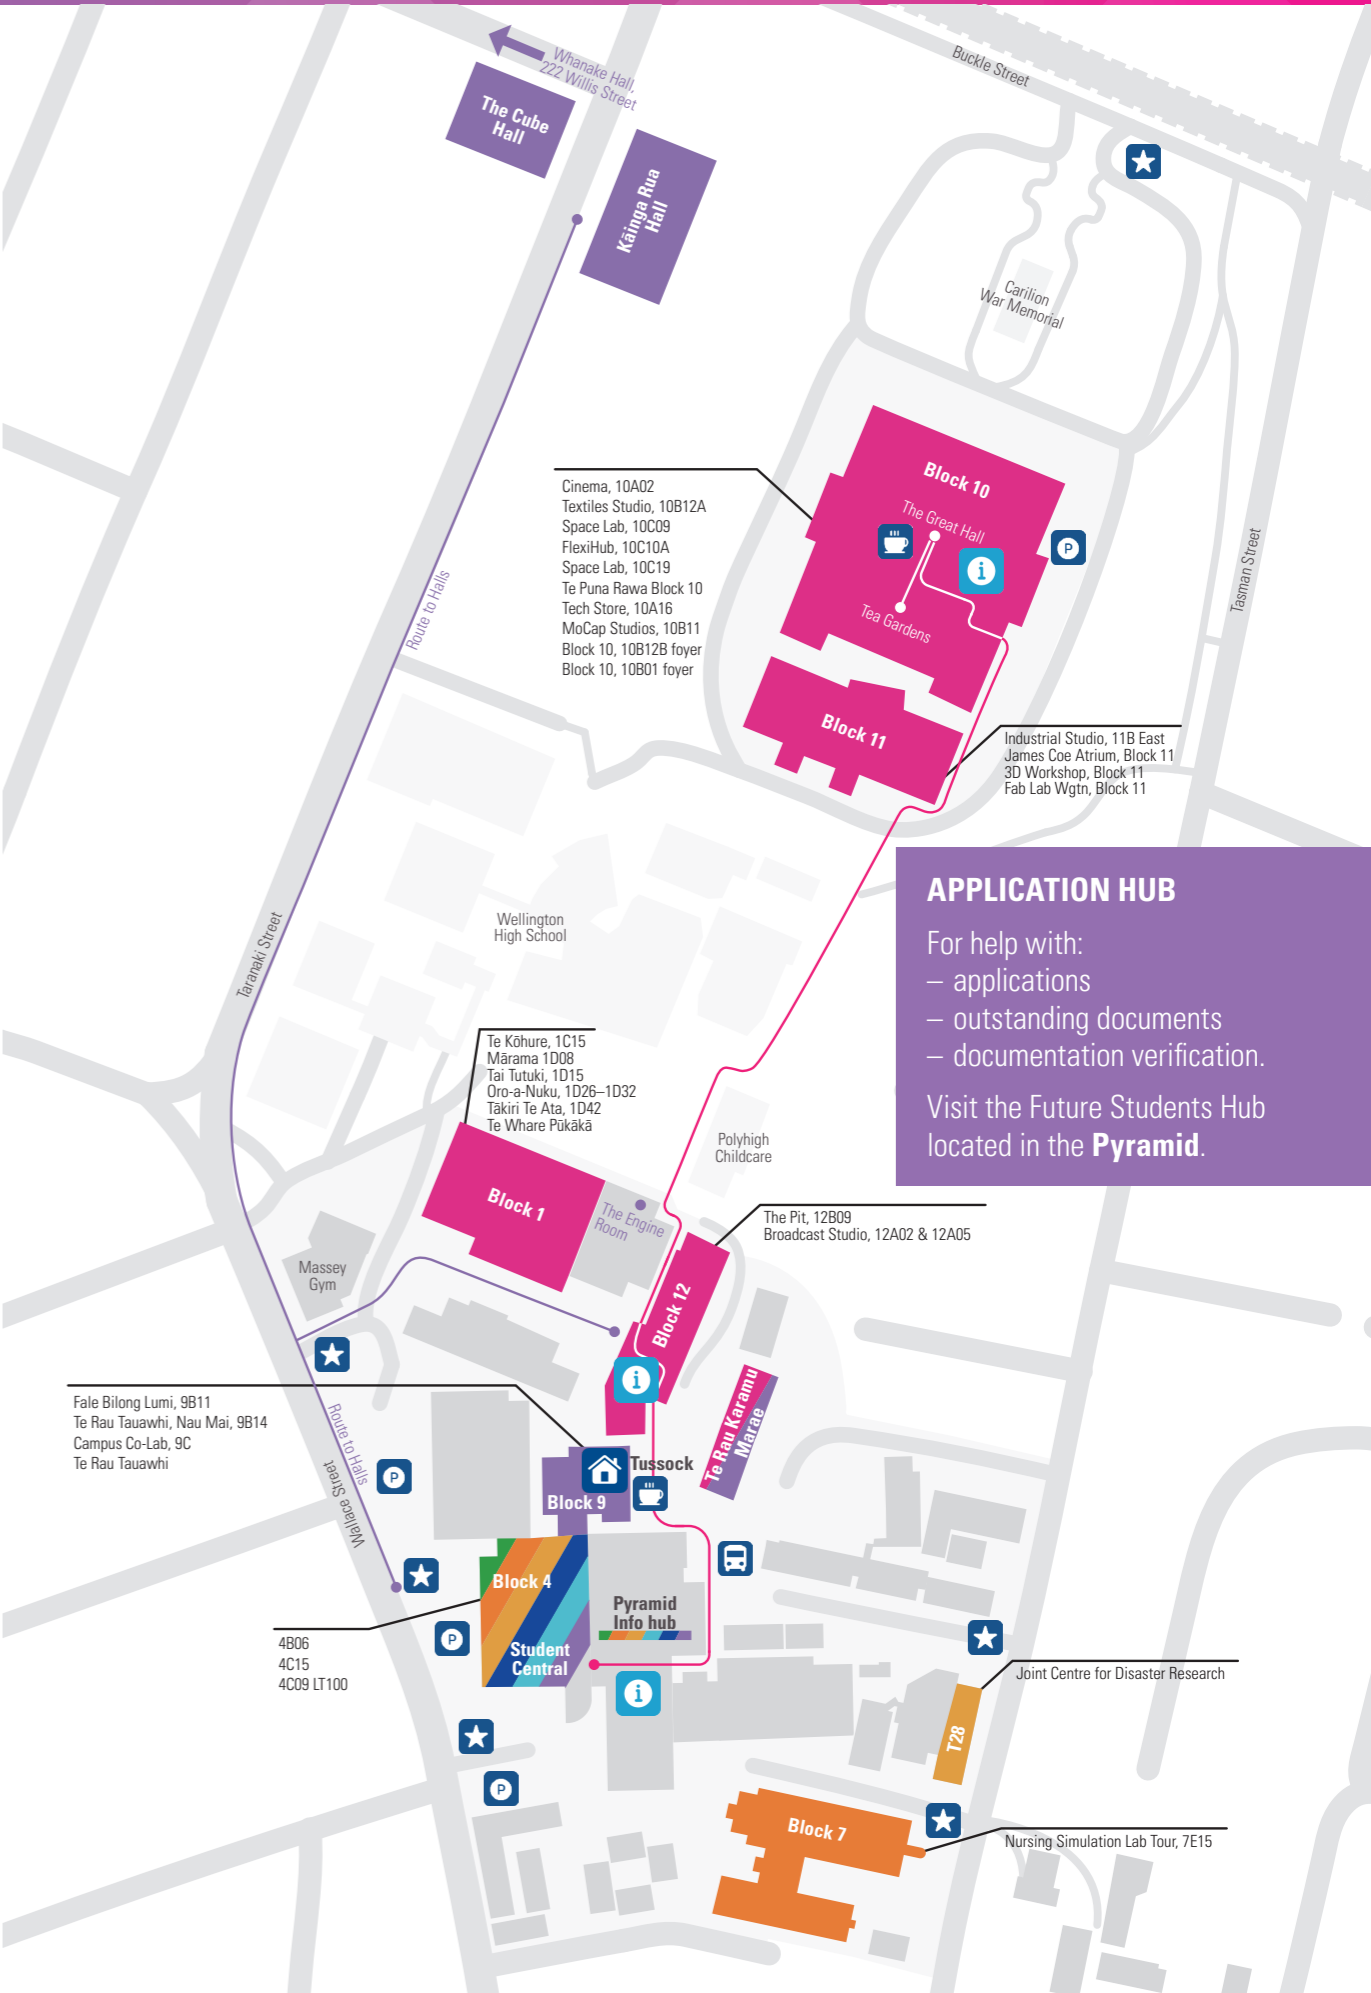 Whanake Hall,
222 Willis Street
The Cube
Hall
Kāinga Rua
Hall
Buckle Street
Carilion
War Memorial
Block 10
The Great Hall
Tea Gardens
P
Cinema, 10A02
Textiles Studio, 10B12A
Space Lab, 10C09
FlexiHub, 10C10A
Space Lab, 10C19
Te Puna Rawa Block 10
Tech Store, 10A16
MoCap Studios, 10B11
Block 10, 10B12B foyer
Block 10, 10B01 foyer
Tasman Street
Route to Halls
Block 11
Industrial Studio, 11B East
James Coe Atrium, Block 11
3D Workshop, Block 11
Fab Lab Wgtn, Block 11
APPLICATION HUB
For help with:
– applications
– outstanding documents
– documentation verification.
Visit the Future Students Hub
located in the Pyramid.
Wellington
High School
Taranaki Street
Te Kōhure, 1C15
Mārama 1D08
Tai Tutuki, 1D15
Oro-a-Nuku, 1D26–1D32
Tākiri Te Ata, 1D42
Te Whare Pūkākā
Polyhigh
Childcare
Block 1
The Engine
Room
The Pit, 12B09
Broadcast Studio, 12A02 & 12A05
Massey
Gym
Block 12
Te Rau Karamu
Marae
Fale Bilong Lumi, 9B11
Te Rau Tauawhi, Nau Mai, 9B14
Campus Co-Lab, 9C
Te Rau Tauawhi
Route to Halls
Wallace Street
P
Tussock
Block 9
Block 4
Student
Central
Pyramid
Info hub
P
4B06
4C15
4C09 LT100
Joint Centre for Disaster Research
T28
P
Block 7
Nursing Simulation Lab Tour, 7E15